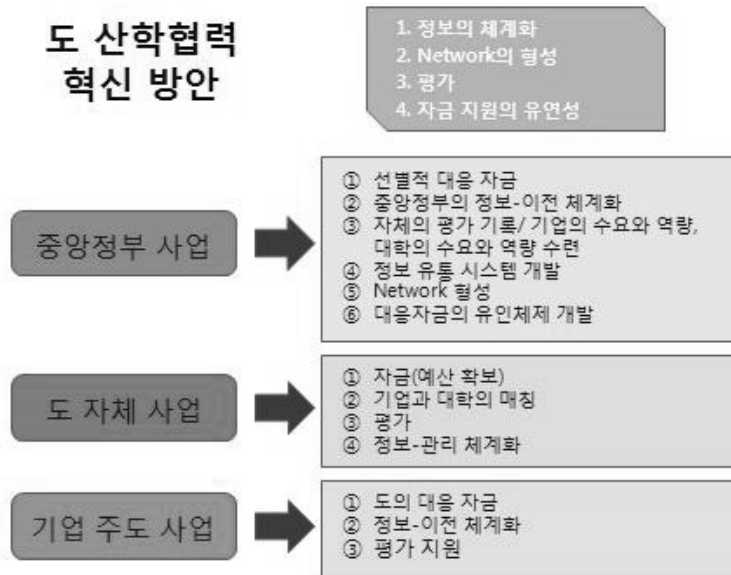 도 산학협력
혁신 방안
1. 정보의 체계화
2. Network의 형성
3. 평가
4. 자금 지원의 유연성
중앙정부 사업
① 선별적 대응 자금
② 중앙정부의 정보-이전 체계화
③ 자체의 평가 기록/ 기업의 수요와 역량,
대학의 수요와 역량 수련
④ 정보 유통 시스템 개발
⑤ Network 형성
⑥ 대응자금의 유인체제 개발
도 자체 사업
① 자금(예산 확보)
② 기업과 대학의 매칭
③ 평가
④ 정보-관리 체계화
기업 주도 사업
① 도의 대응 자금
② 정보-이전 체계화
③ 평가 지원